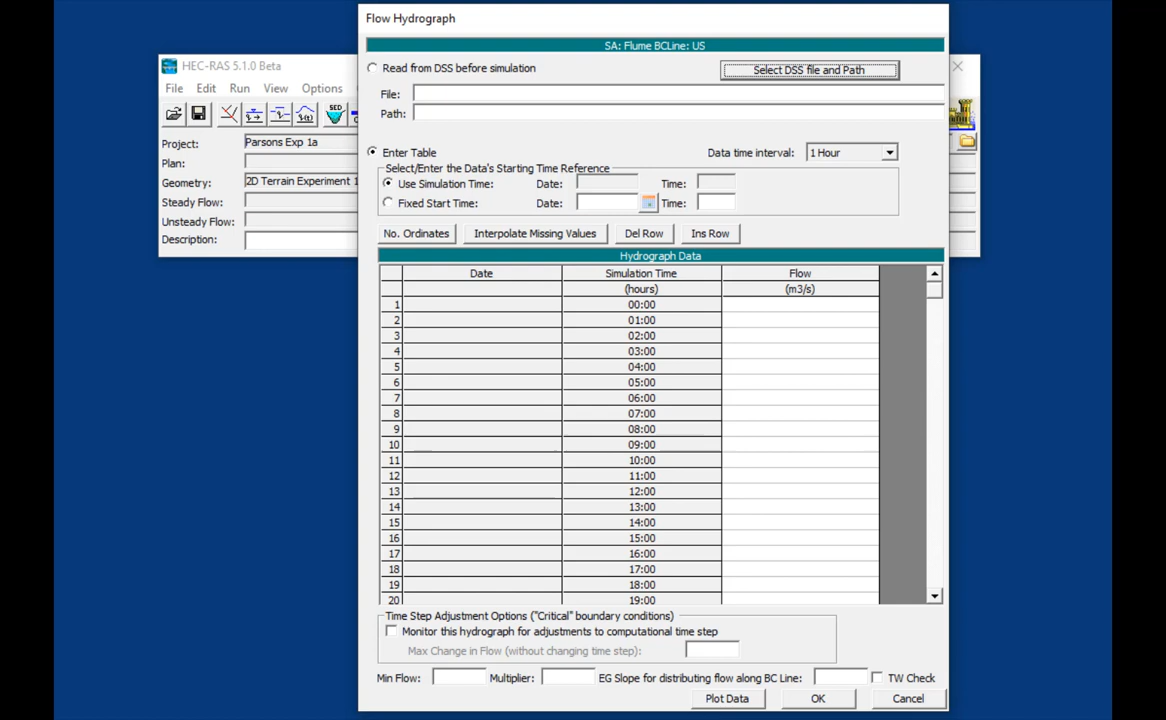 Flow Hydrograph
SA: Flume BCLine: US
HEC-RAS 5.1.0 Beta
File Edit Run View Options
Read from DSS before simulation
Select DSS file and Path
File:
Path:
SED
Project: Parsons Exp 1a
Plan:
Geometry: 2D Terrain Experiment 1
Steady Flow:
Unsteady Flow:
Description:
Enter Table
Data time interval: 1 Hour
Select/Enter the Data's Starting Time Reference
Use Simulation Time: Date: Time:
Fixed Start Time: Date: Time:
No. Ordinates Interpolate Missing Values Del Row Ins Row
Hydrograph Data
Date Simulation Time Flow
(hours) (m3/s)
1 00:00
2 01:00
3 02:00
4 03:00
5 04:00
6 05:00
7 06:00
8 07:00
9 08:00
10 09:00
11 10:00
12 11:00
13 12:00
14 13:00
15 14:00
16 15:00
17 16:00
18 17:00
19 18:00
20 19:00
Time Step Adjustment Options ("Critical" boundary conditions)
Monitor this hydrograph for adjustments to computational time step
Max Change in Flow (without changing time step):
Min Flow: Multiplier: EG Slope for distributing flow along BC Line: TW Check
Plot Data OK Cancel